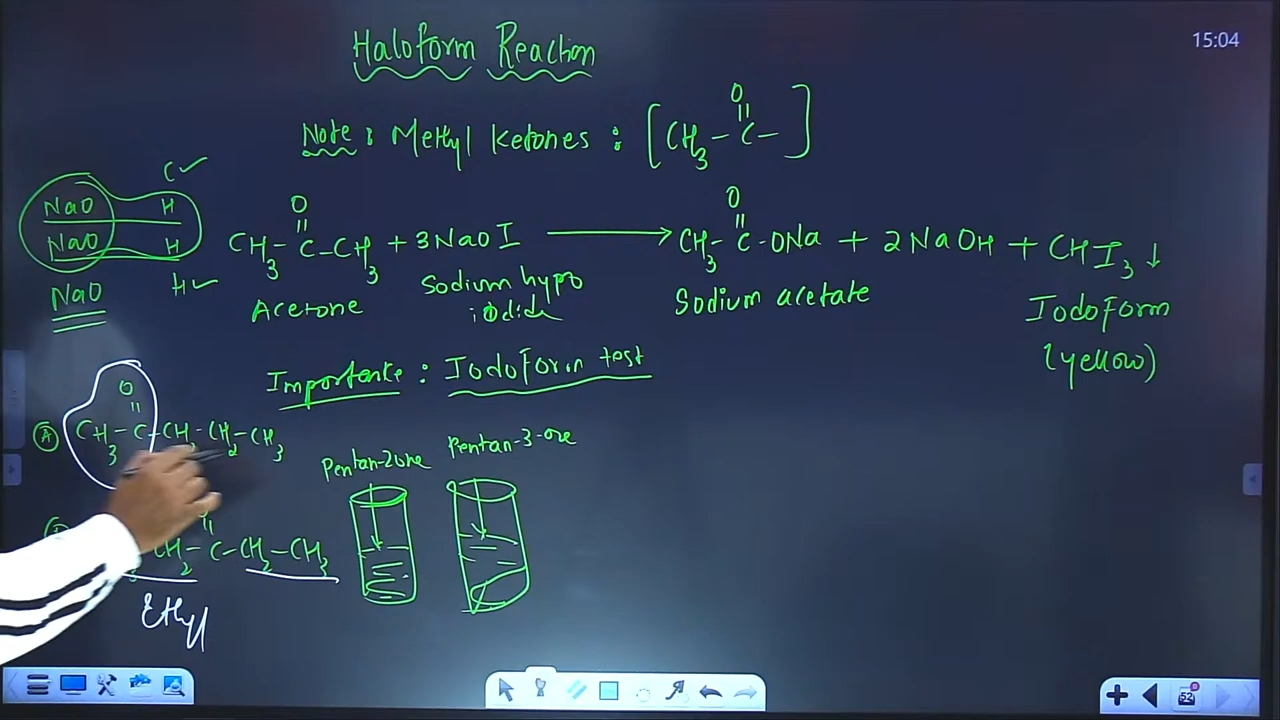 15:04
Haloform Reaction
Note : Methyl ketones : [CH3-C-]
O
||
C ✓
NaO H
NaO H
NaO
H ✓
O
||
CH3-C-CH3 + 3NaOI ⟶ CH3-C-ONa + 2NaOH + CHI3 ↓
O
||
Acetone
Sodium hypo
iodide
Sodium acetate
Iodoform
(yellow)
Importance : Iodoform test
O
||
(A) CH3-C-CH2-CH2-CH3
Pentan-2one
Pentan-3-one
||
CH2-C-CH2-CH3
Ethyl
52